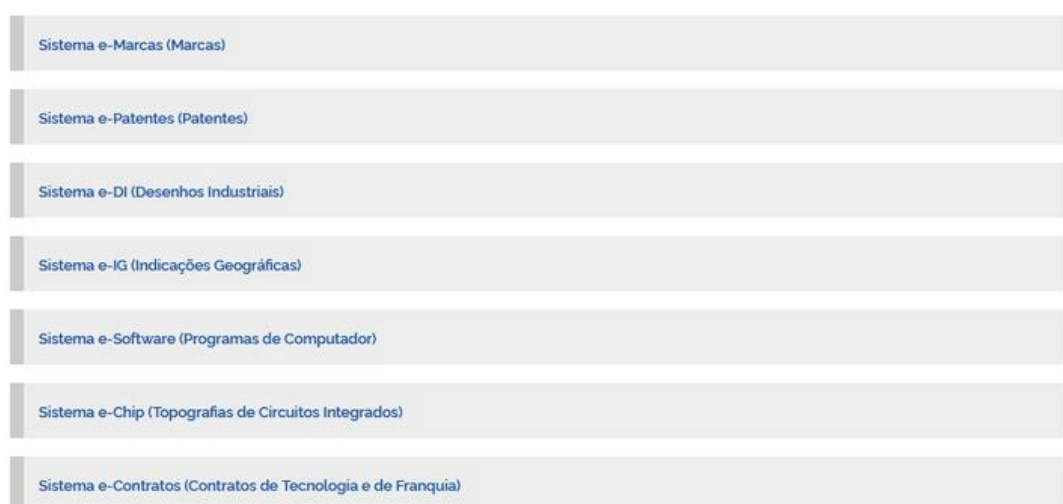 Sistema e-Marcas (Marcas)
Sistema e-Patentes (Patentes)
Sistema e-DI (Desenhos Industriais)
Sistema e-IG (Indicações Geográficas)
Sistema e-Software (Programas de Computador)
Sistema e-Chip (Topografias de Circuitos Integrados)
Sistema e-Contratos (Contratos de Tecnologia e de Franquia)